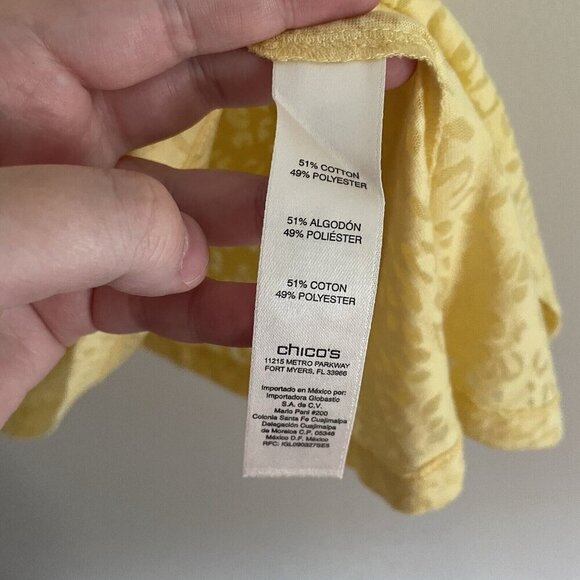 51% COTTON
49% POLYESTER
51% ALGODÓN
49% POLIÉSTER
51% COTON
49% POLYESTER
chico's
11215 METRO PARKWAY
FORT MYERS, FL 33966
Importado en México por:
Importadora Globastic
S.A. de C.V.
Mario Pani #200
Colonia Santa Fe Cuajimalpa
Delegación Cuajimalpa
de Morelos C.P. 05348
México D.F. México
RFC: IGL090327SE5